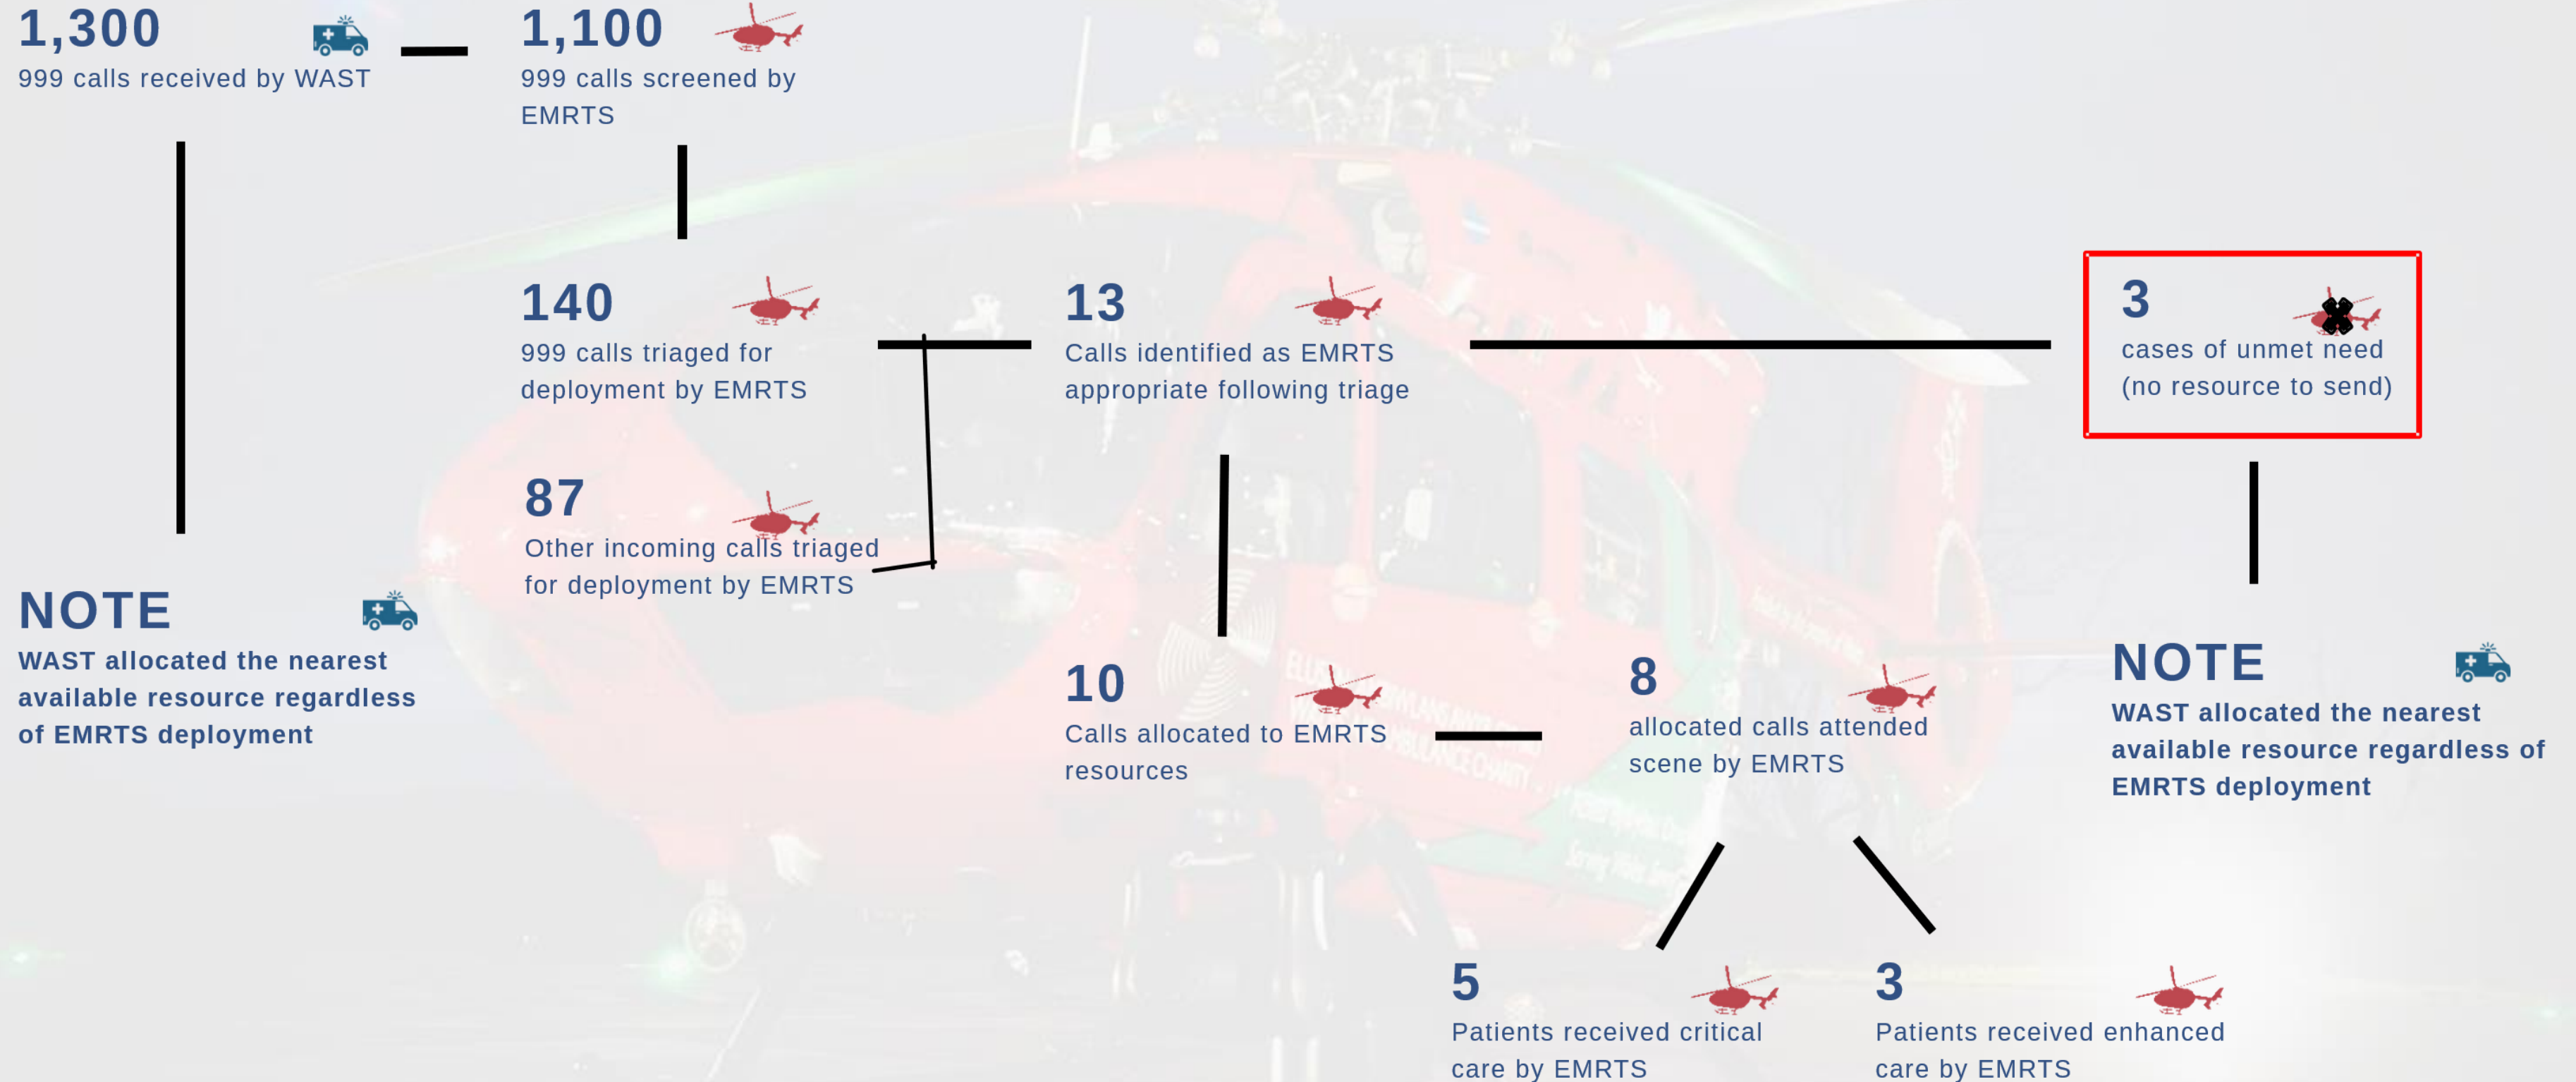 1,300
999 calls received by WAST
1,100
999 calls screened by
EMRTS
140
999 calls triaged for
deployment by EMRTS
13
Calls identified as EMRTS
appropriate following triage
3
cases of unmet need
(no resource to send)
87
Other incoming calls triaged
for deployment by EMRTS
NOTE
WAST allocated the nearest
available resource regardless
of EMRTS deployment
10
Calls allocated to EMRTS
resources
8
allocated calls attended
scene by EMRTS
NOTE
WAST allocated the nearest
available resource regardless of
EMRTS deployment
5
Patients received critical
care by EMRTS
3
Patients received enhanced
care by EMRTS